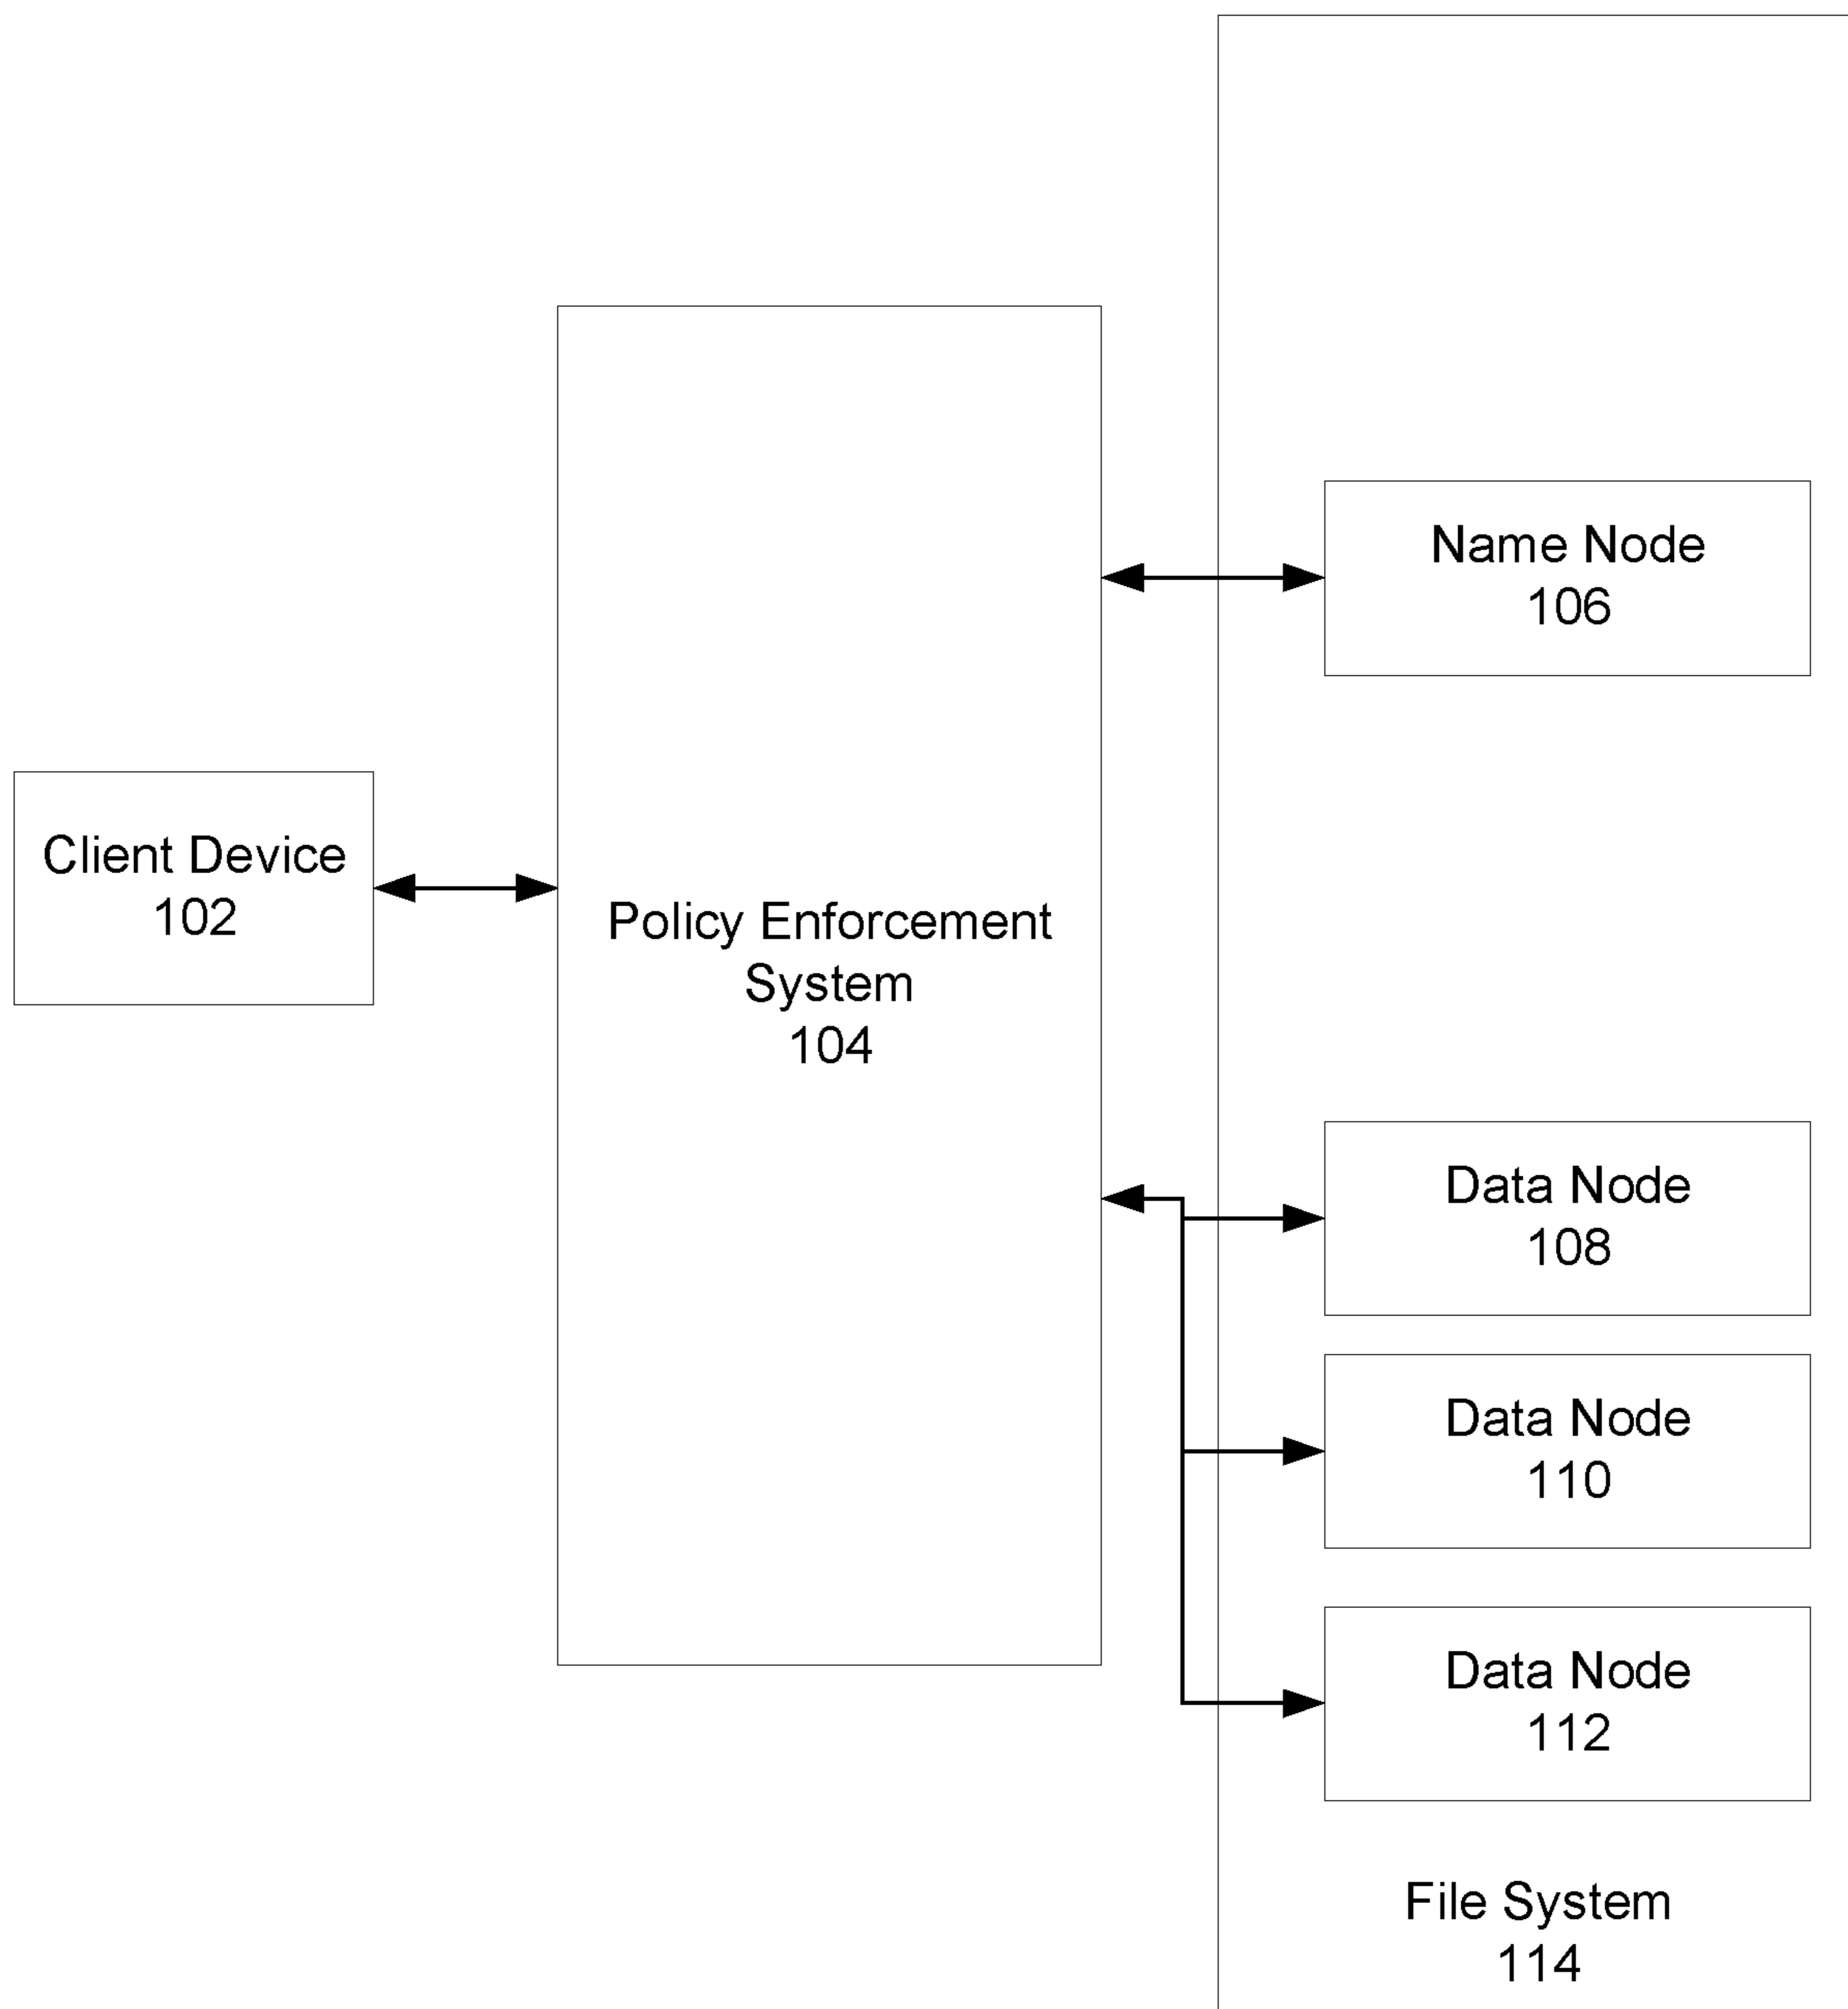 Client Device
102
Policy Enforcement
System
104
Name Node
106
Data Node
108
Data Node
110
Data Node
112
File System
114